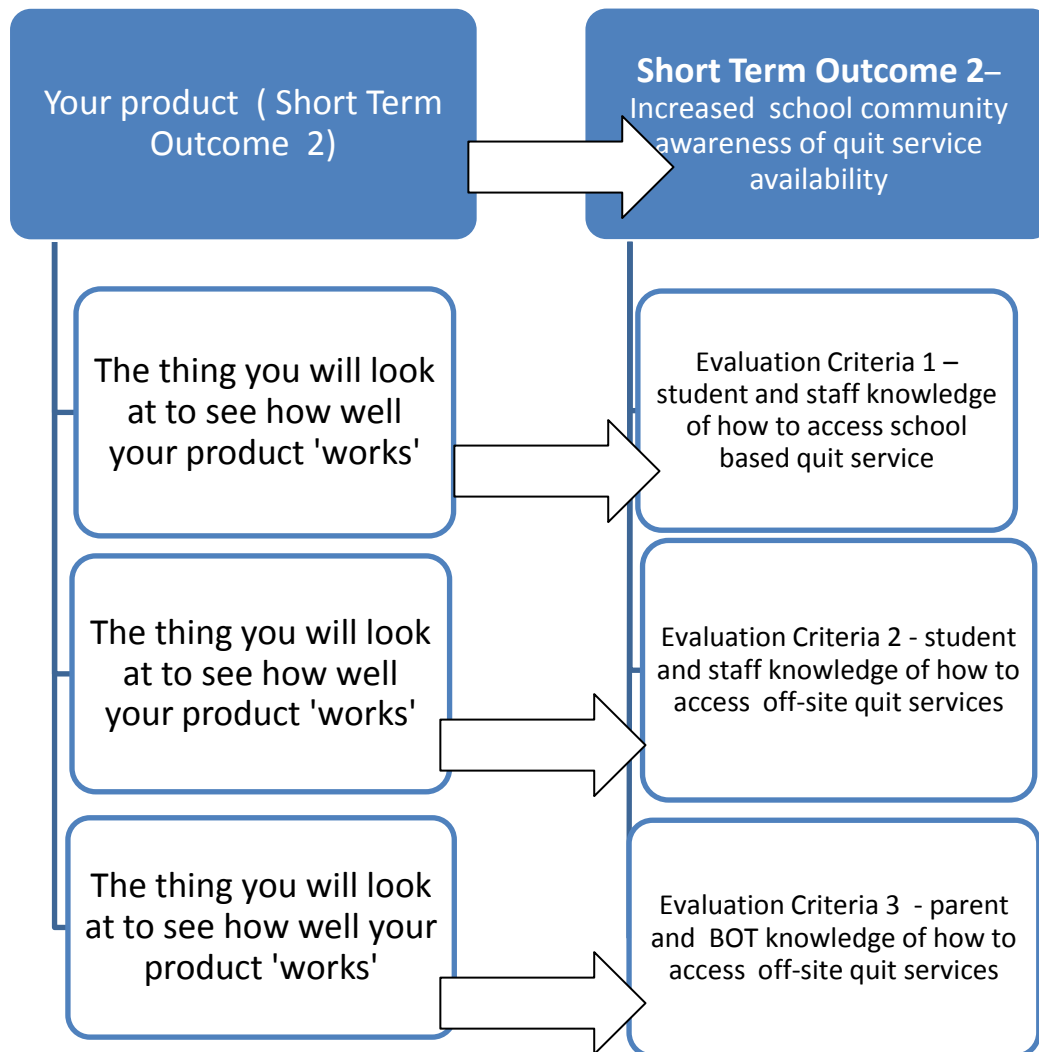 Your product ( Short Term
Outcome 2)
Short Term Outcome 2–
Increased school community
awareness of quit service
availability
The thing you will look
at to see how well
your product 'works'
Evaluation Criteria 1 –
student and staff knowledge
of how to access school
based quit service
The thing you will look
at to see how well
your product 'works'
Evaluation Criteria 2 - student
and staff knowledge of how to
access off-site quit services
The thing you will look
at to see how well your
product 'works'
Evaluation Criteria 3 - parent
and BOT knowledge of how to
access off-site quit services